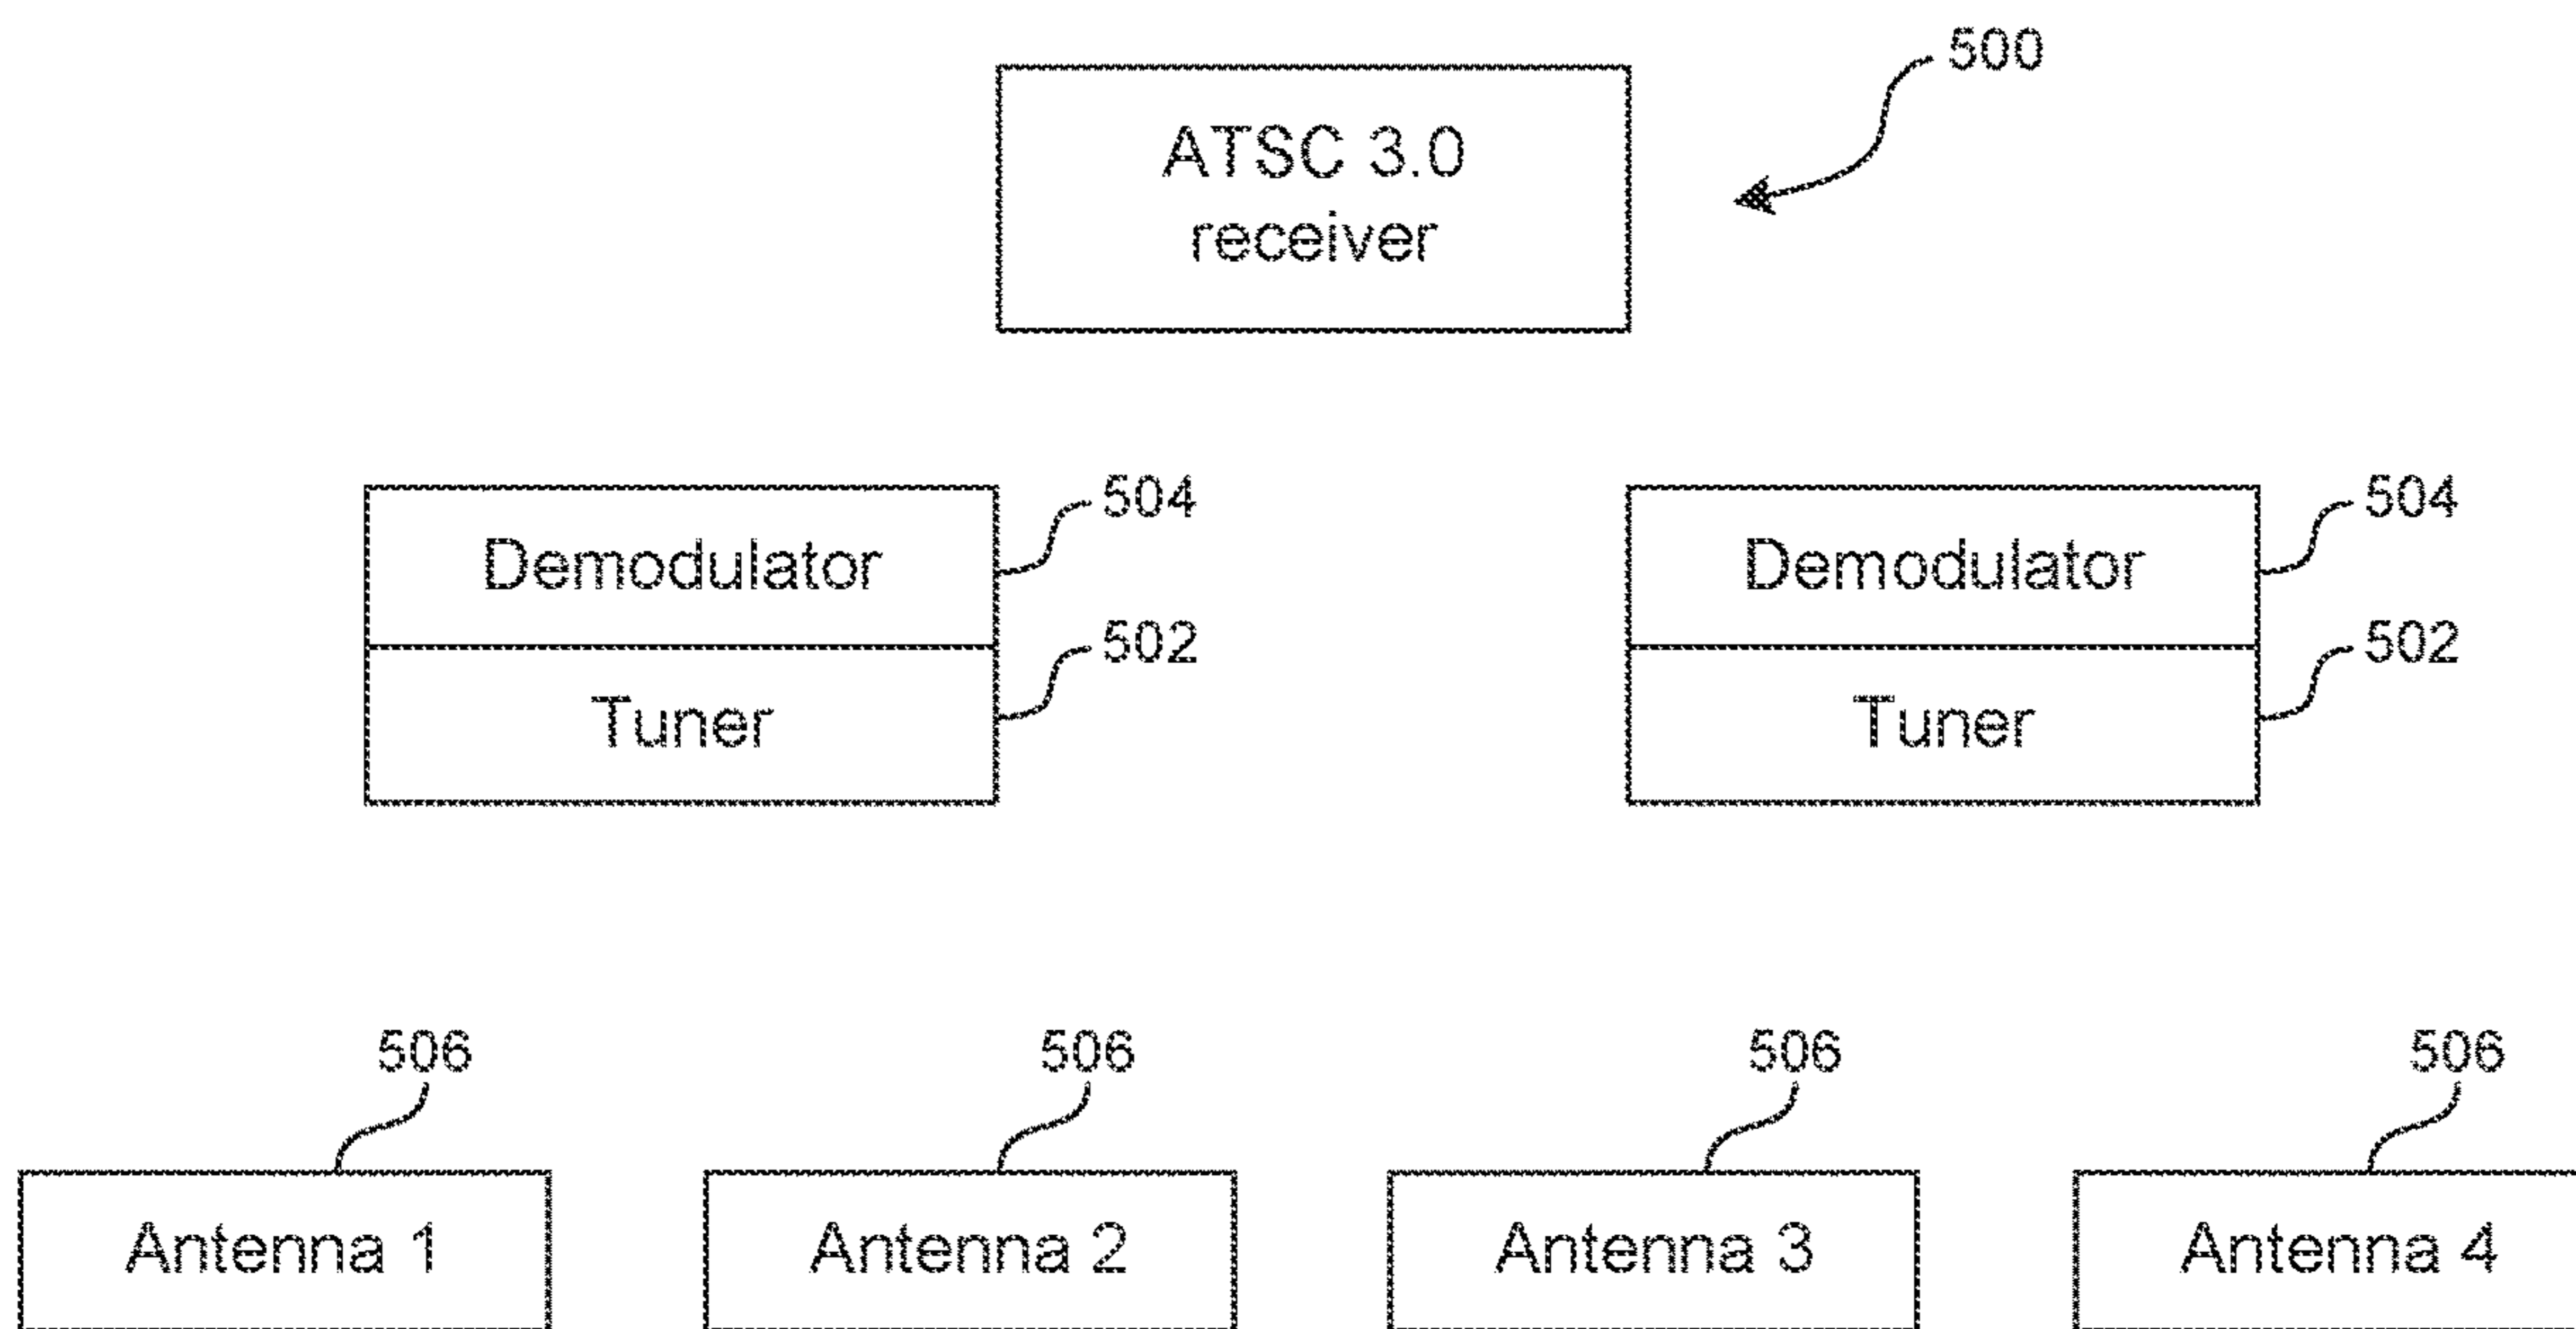 500
ATSC 3.0
receiver
504
504
Demodulator
Demodulator
502
502
Tuner
Tuner
506
506
506
506
Antenna 1
Antenna 2
Antenna 3
Antenna 4